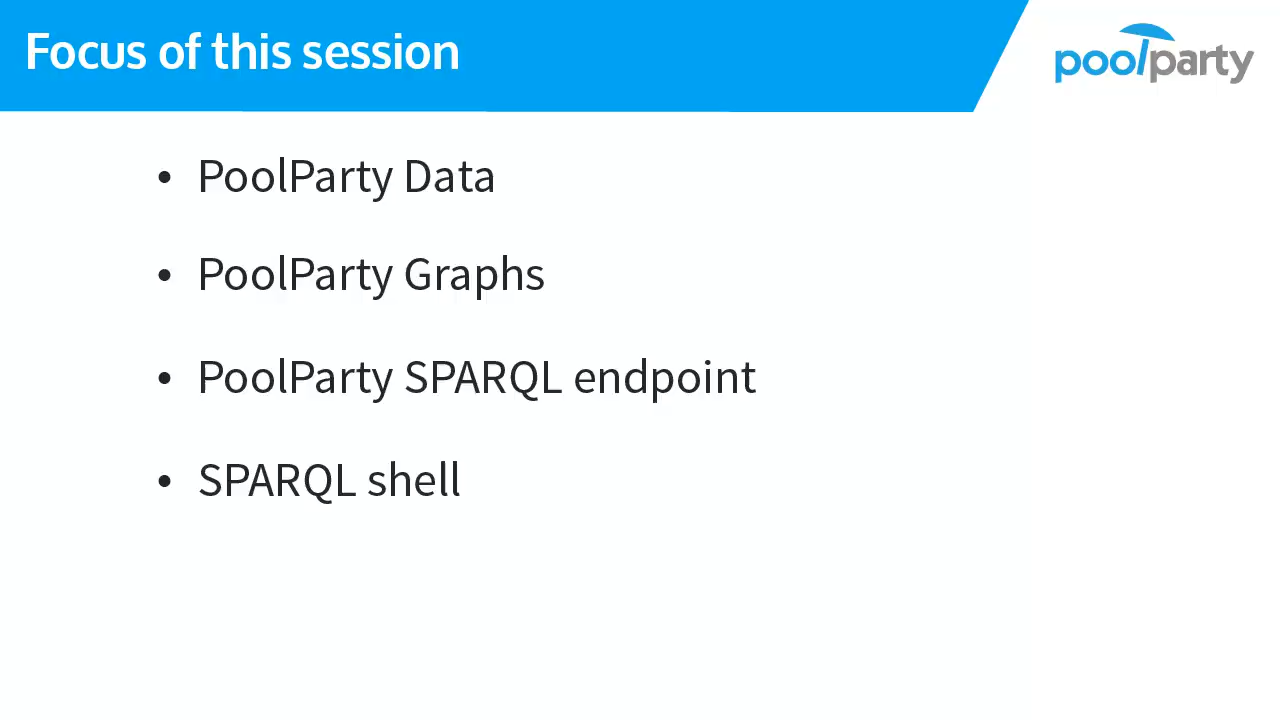 Focus of this session
poolparty
• PoolParty Data
• PoolParty Graphs
• PoolParty SPARQL endpoint
• SPARQL shell